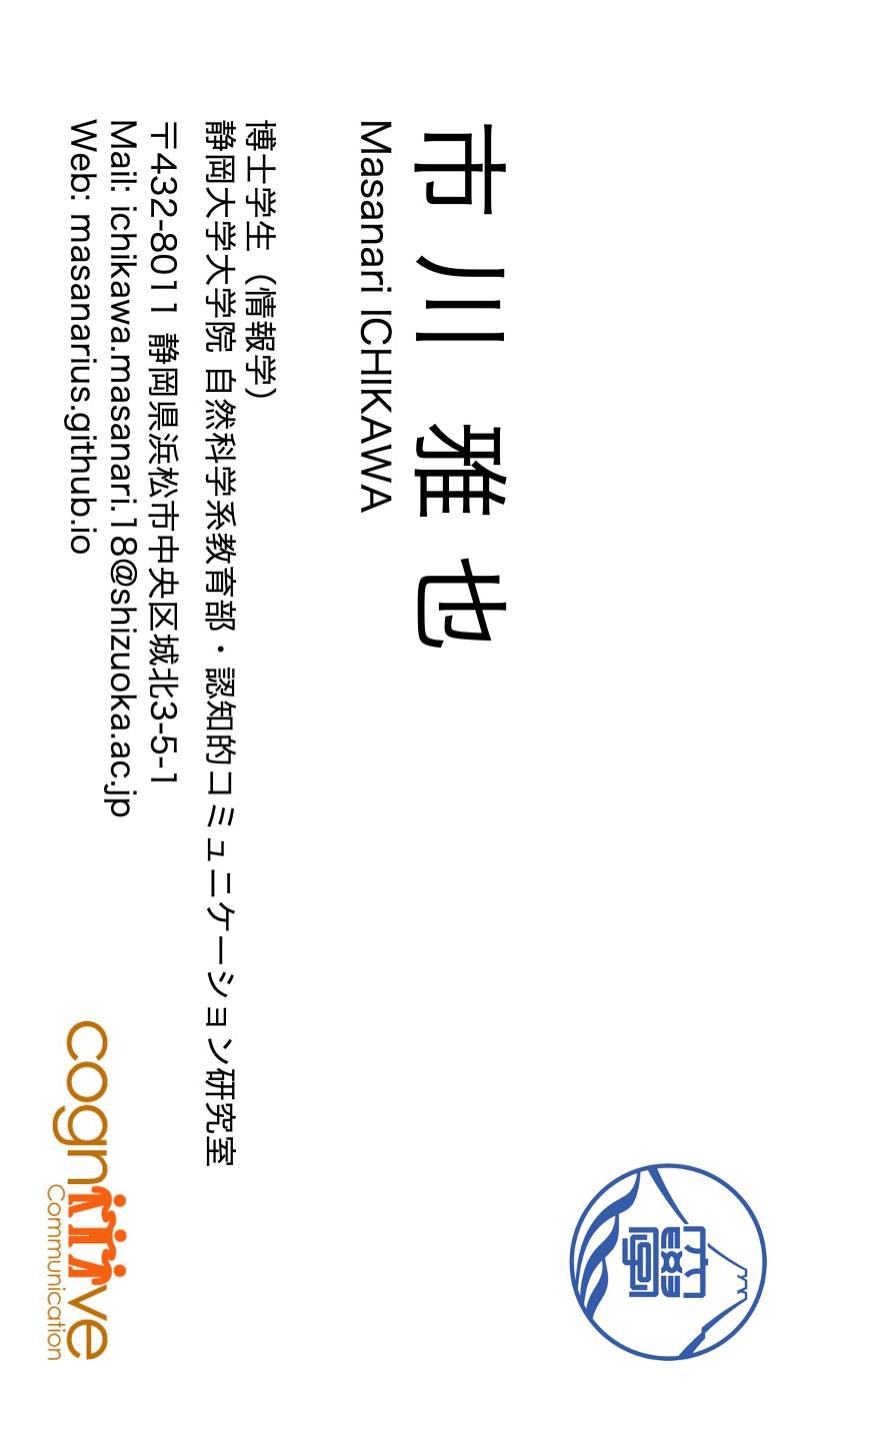 學
市川 雅也
Masanari ICHIKAWA
博士学生（情報学）
静岡大学大学院 自然科学系教育部・認知的コミュニケーション研究室
〒432-8011 静岡県浜松市中央区城北3-5-1
Mail: ichikawa.masanari.18@shizuoka.ac.jp
Web: masanarius.github.io
cognitive
Communication